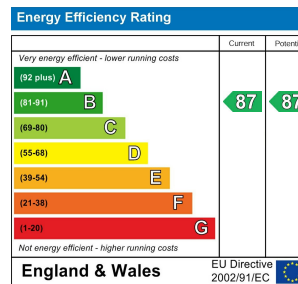 Energy Efficiency Rating
Current Potenti
Very energy efficient - lower running costs
(92 plus) A
(81-91) B
87 87
(69-80) C
(55-68) D
(39-54) E
(21-38) F
(1-20) G
Not energy efficient - higher running costs
England & Wales
EU Directive
2002/91/EC